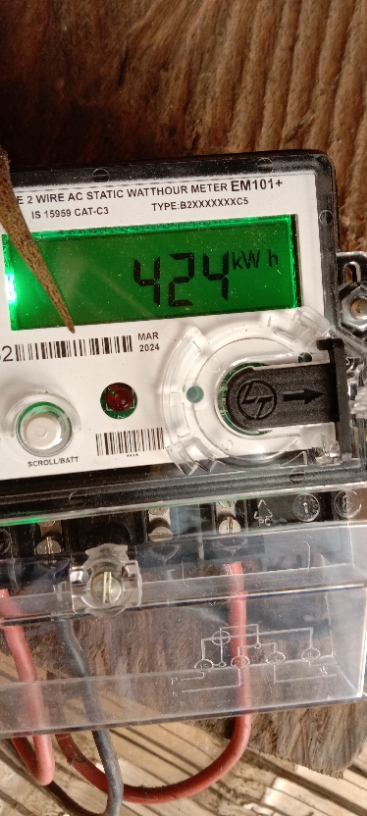 E 2 WIRE AC STATIC WATTHOUR METER EM101+
IS 15959 CAT-C3 TYPE:B2XXXXXXXC5
424 kWh
2 MAR
2024
SCROLL/BATT